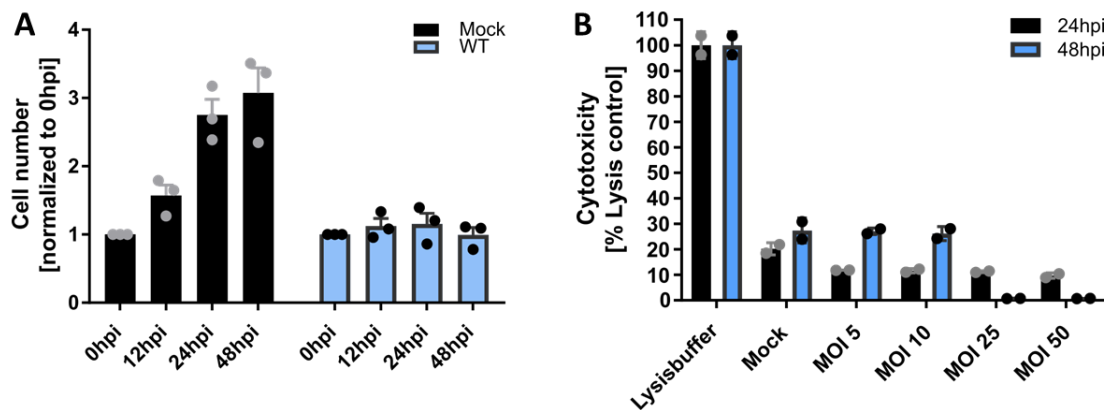 A
Cell number
[normalized to 0hpi]
4
3
2
1
0
Mock
WT
0hpi
12hpi
24hpi
48hpi
0hpi
12hpi
24hpi
48hpi
B
Cytotoxicity
[% Lysis control]
110
100
90
80
70
60
50
40
30
20
10
0
24hpi
48hpi
Lysisbuffer
Mock
MOI 5
MOI 10
MOI 25
MOI 50